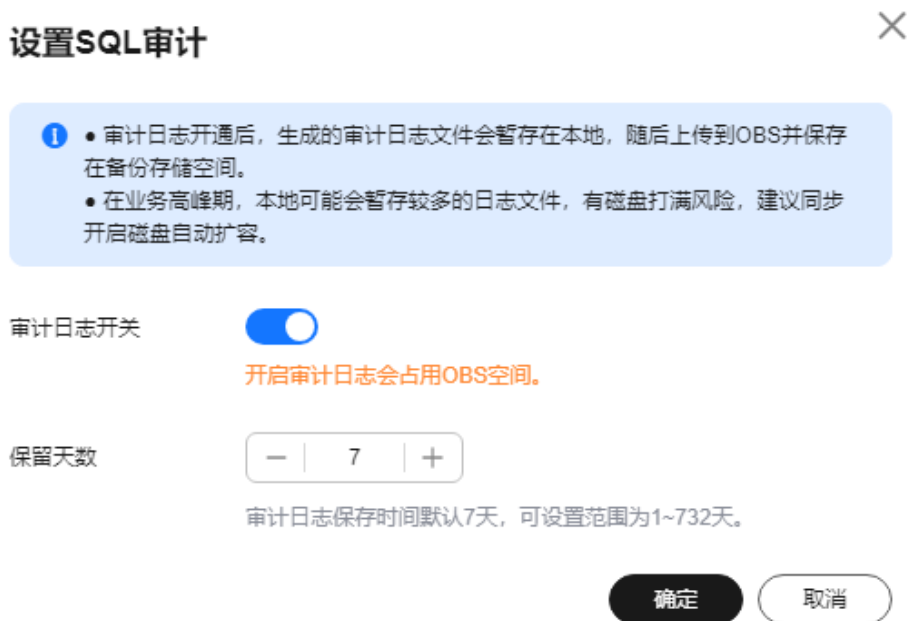 设置SQL审计
● 审计日志开通后，生成的审计日志文件会暂存在本地，随后上传到OBS并保存
在备份存储空间。
● 在业务高峰期，本地可能会暂存较多的日志文件，有磁盘打满风险，建议同步
开启磁盘自动扩容。
审计日志开关
开启审计日志会占用OBS空间。
保留天数
7
审计日志保存时间默认7天，可设置范围为1~732天。
确定 取消